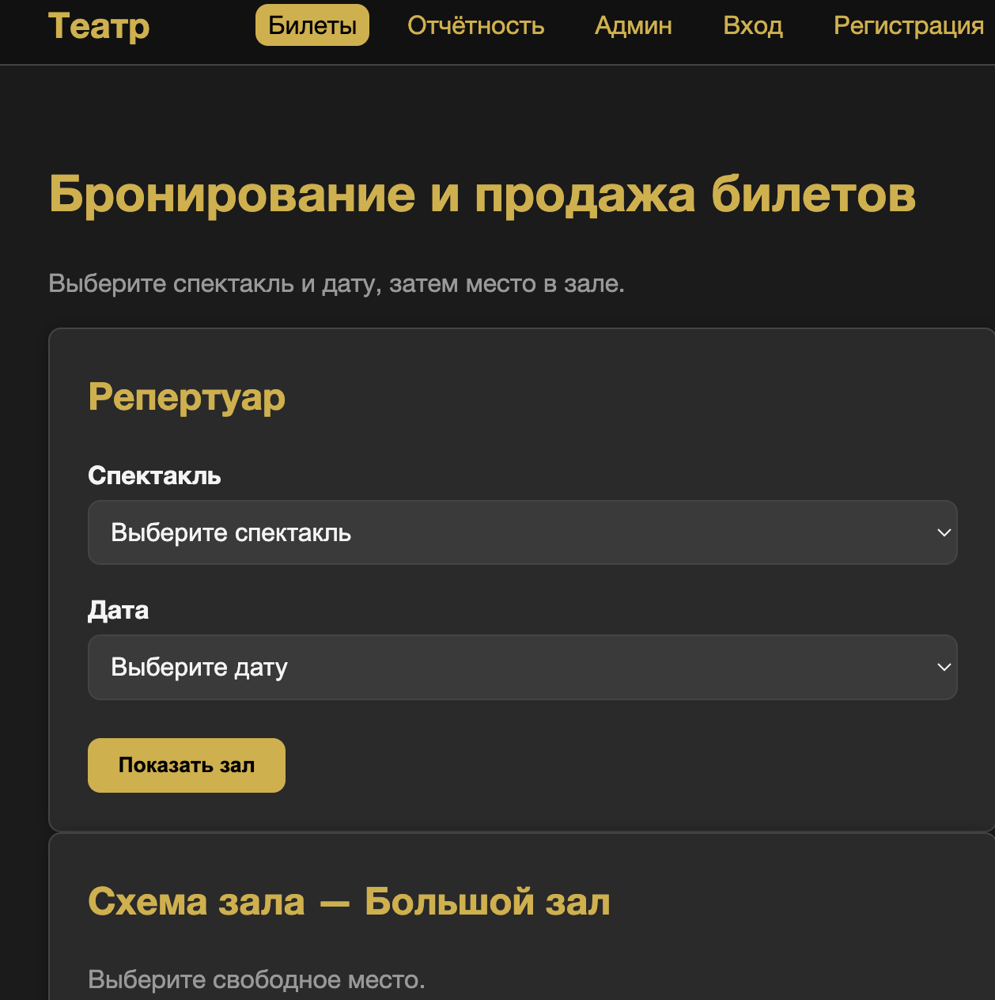 Театр Билеты Отчётность Админ Вход Регистрация
Бронирование и продажа билетов
Выберите спектакль и дату, затем место в зале.
Репертуар
Спектакль
Выберите спектакль
Дата
Выберите дату
Показать зал
Схема зала — Большой зал
Выберите свободное место.